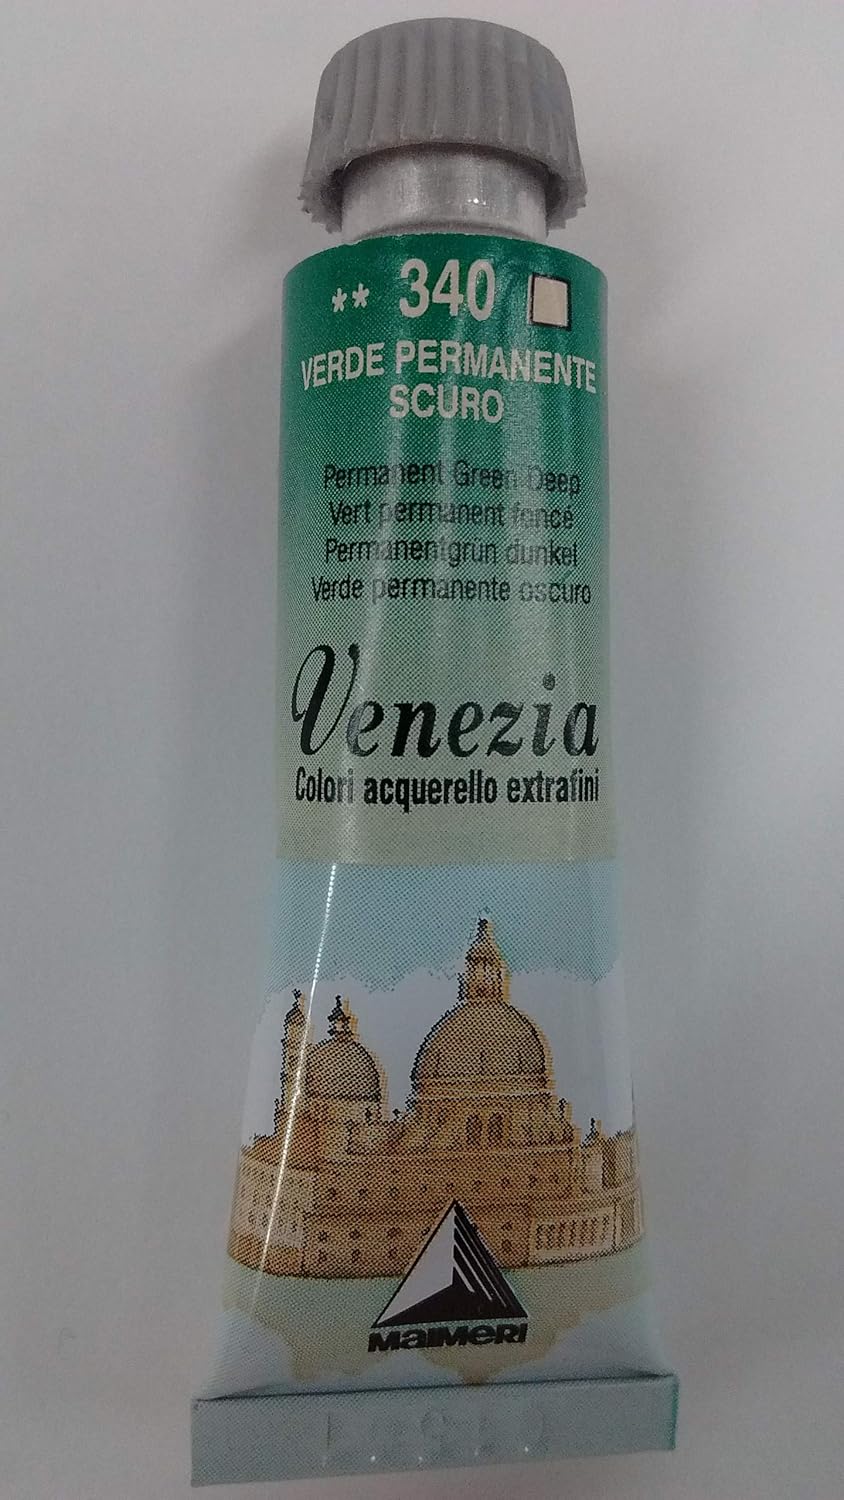 ** 340
VERDE PERMANENTE
SCURO
Permanent Green Deep
Vert permanent foncé
Permanentgrun dunkel
Verde permanente oscuro
Venezia
Colori acquerello extrafini
MAIMERI